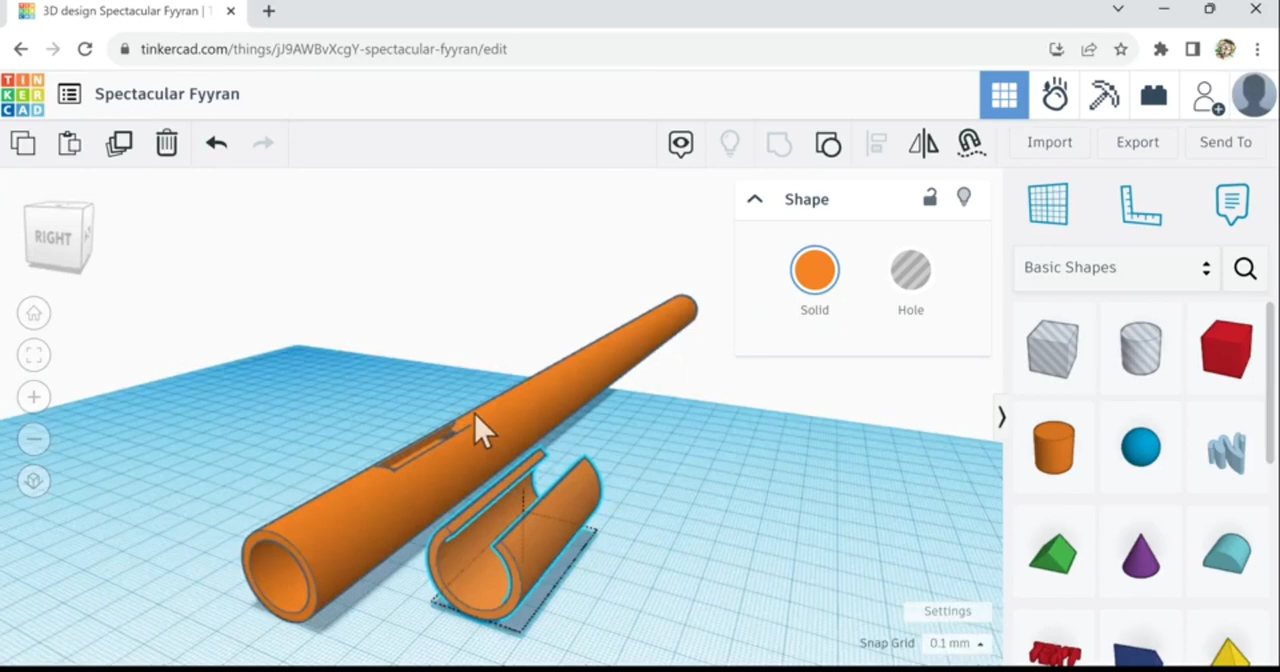 3D design Spectacular Fyyran | T
tinkercad.com/things/jJ9AWBvXcgY-spectacular-fyyran/edit
TIN
KER
CAD
Spectacular Fyyran
Import
Export
Send To
Shape
RIGHT
Solid
Hole
Basic Shapes
TEXT
Settings
Snap Grid
0.1 mm